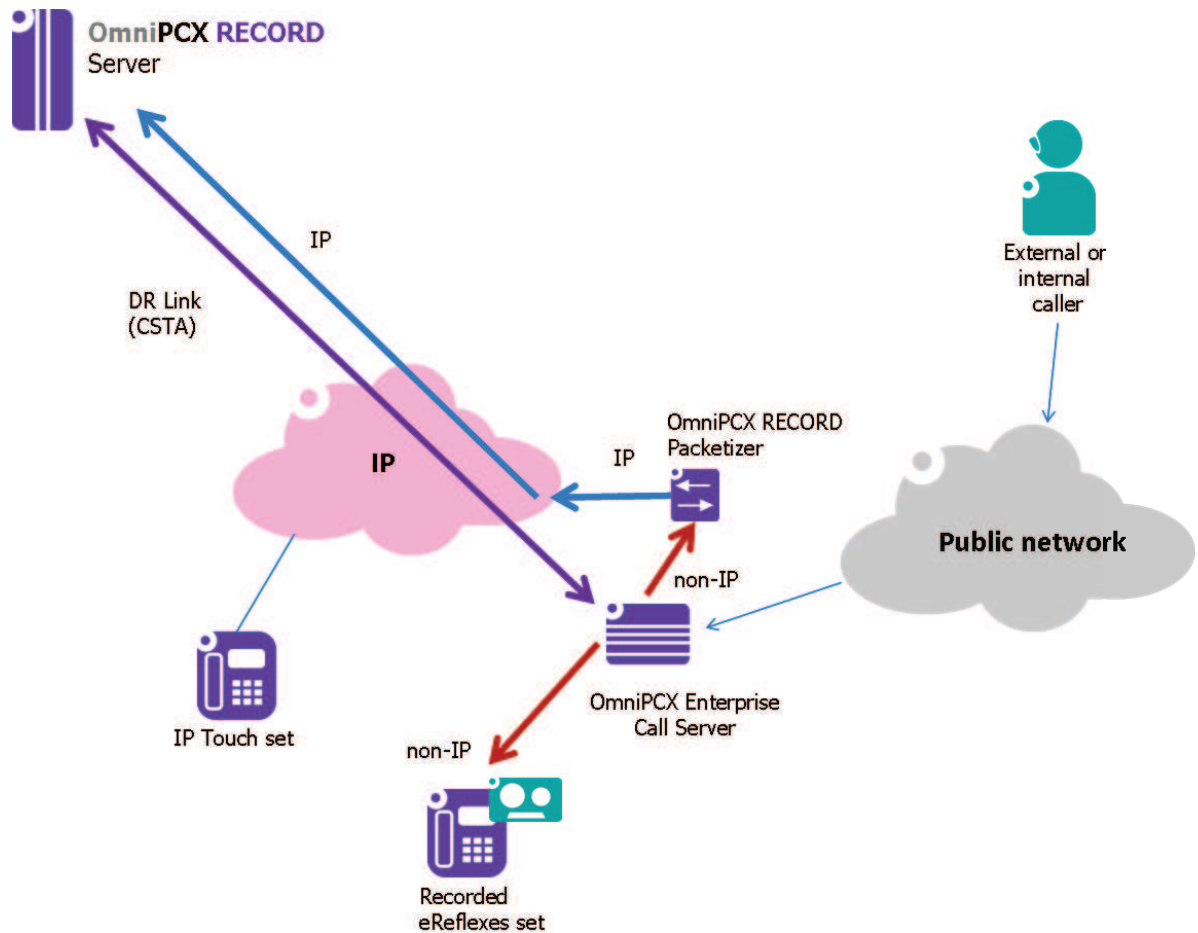 OmniPCX RECORD
Server
IP
DR Link
(CSTA)
External or
internal
caller
OmniPCX RECORD
Packetizer
IP
IP
Public network
non-IP
OmniPCX Enterprise
Call Server
IP Touch set
non-IP
Recorded
eReflexes set